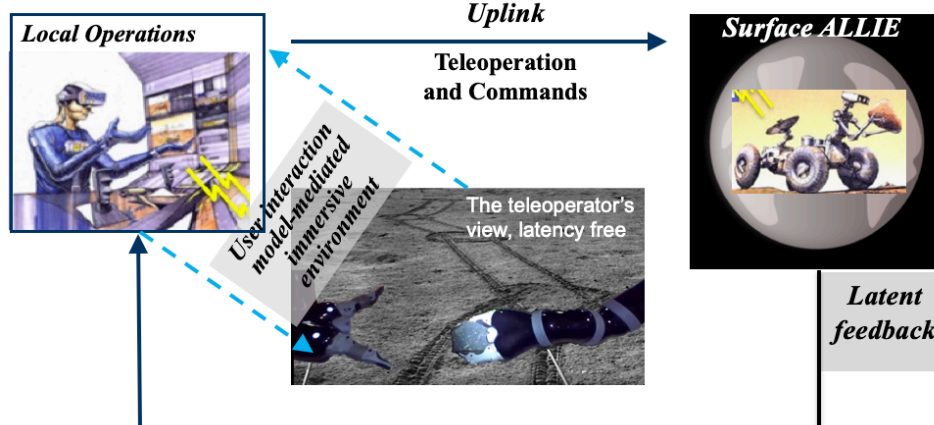 Local Operations
Uplink
Teleoperation
and Commands
Surface ALLIE
User interaction
model-mediated
immersive
environment
The teleoperator's
view, latency free
Latent
feedback